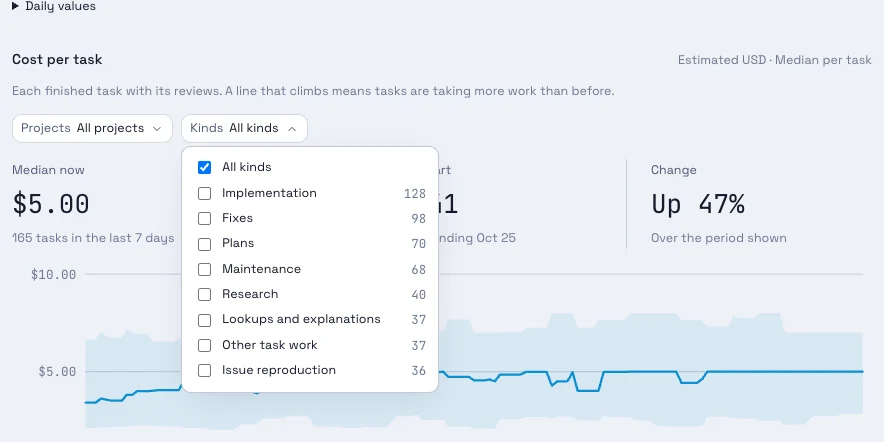 Daily values
Cost per task
Estimated USD · Median per task
Each finished task with its reviews. A line that climbs means tasks are taking more work than before.
Projects All projects
Kinds All kinds
All kinds
Implementation 128
Fixes 98
Plans 70
Maintenance 68
Research 40
Lookups and explanations 37
Other task work 37
Issue reproduction 36
Median now
$5.00
165 tasks in the last 7 days
Change
Up 47%
Over the period shown
Oct 25
$10.00
$5.00